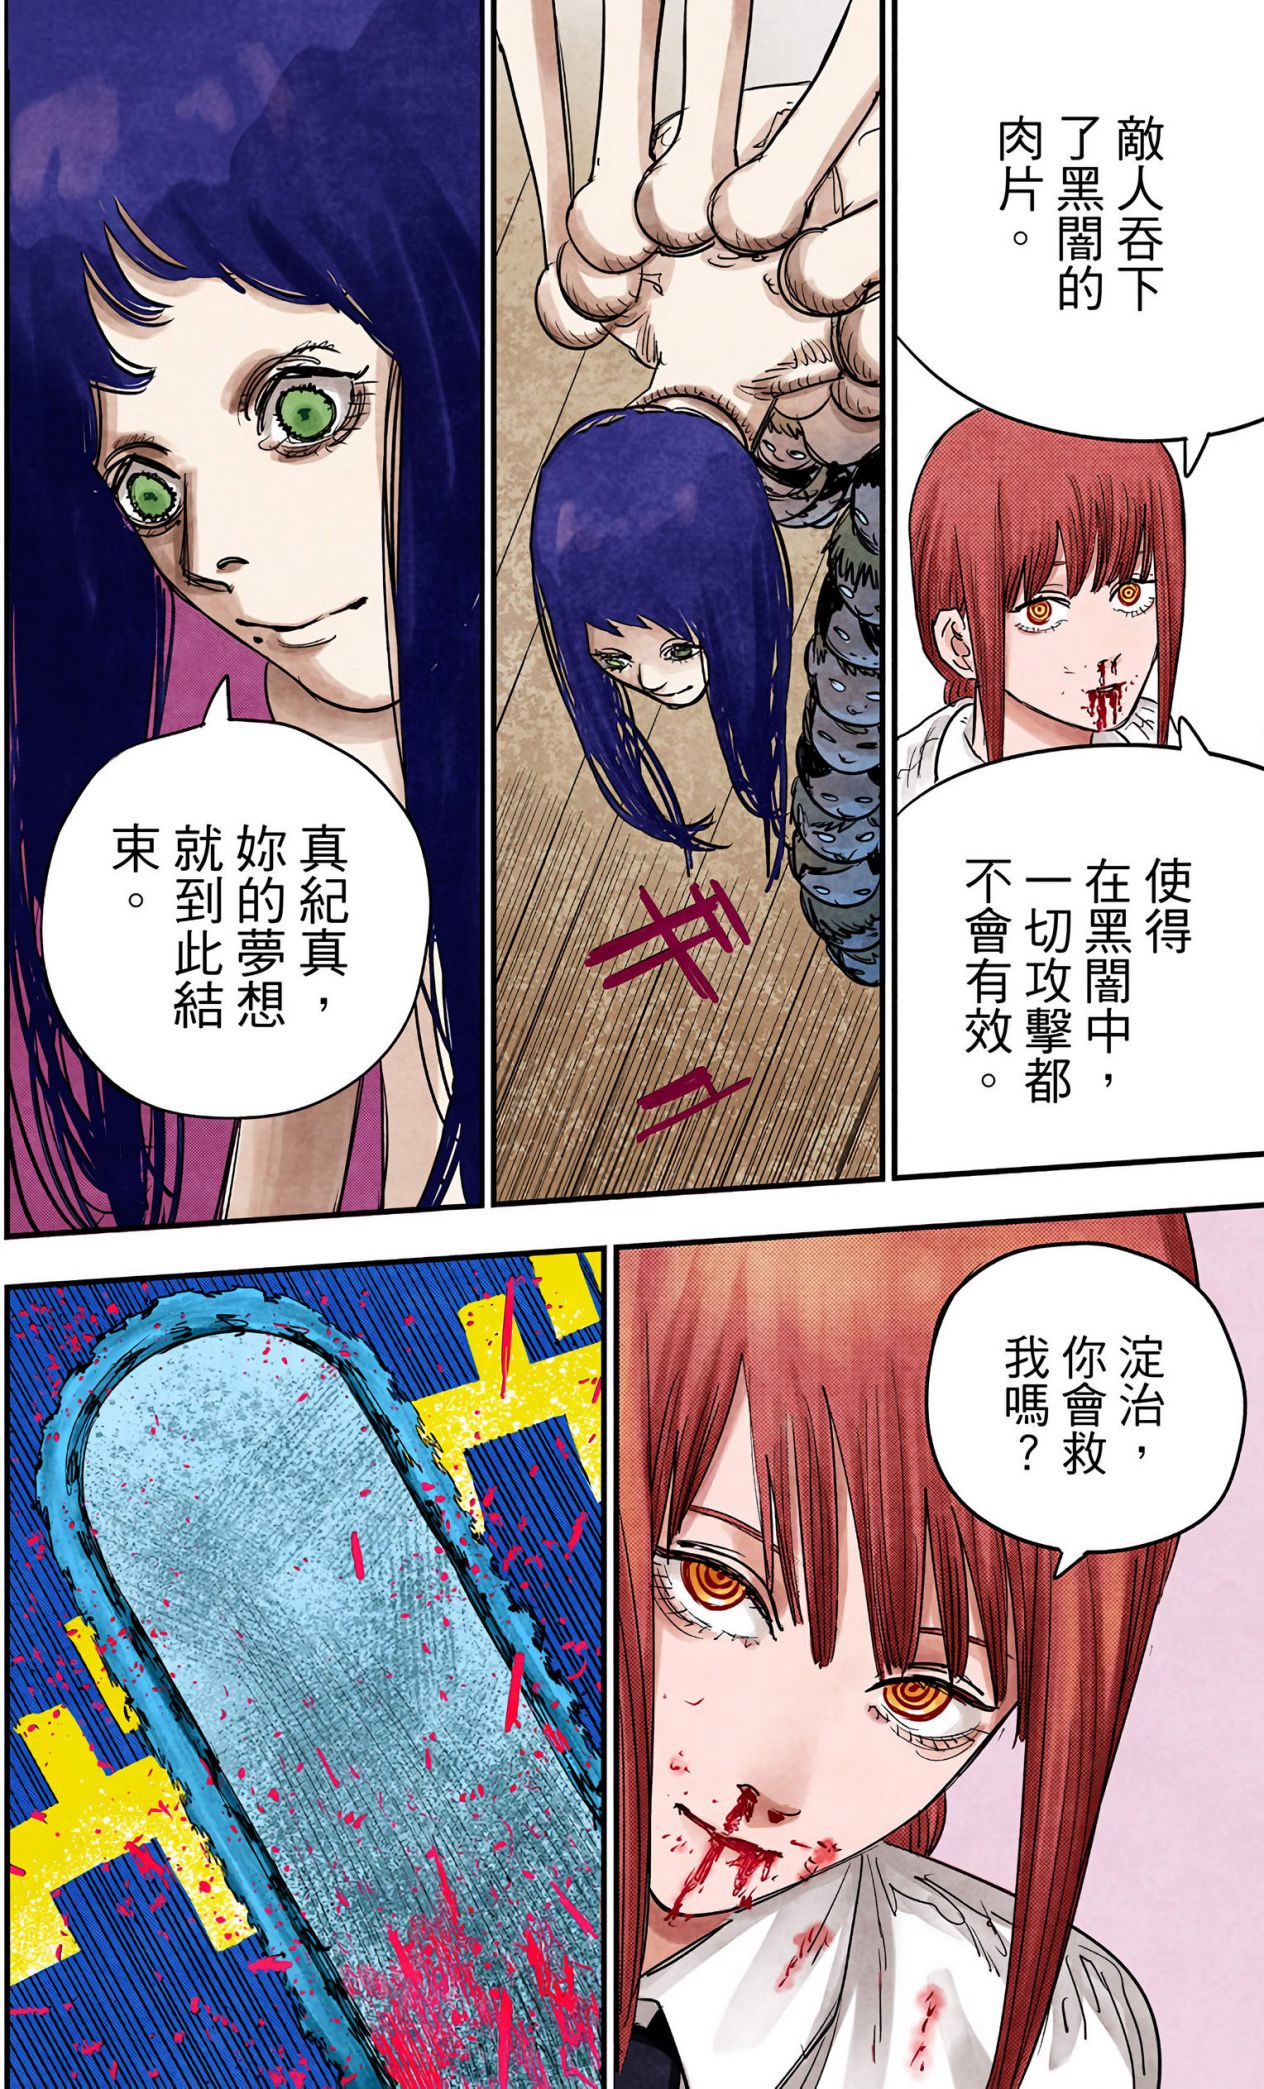 敵人吞下
了黑闇的
肉片。
使得
在黑闇中，
一切攻擊都
不會有效。
真紀真，
妳的夢想
就到此結
束。
淀治，
你會救
我嗎？